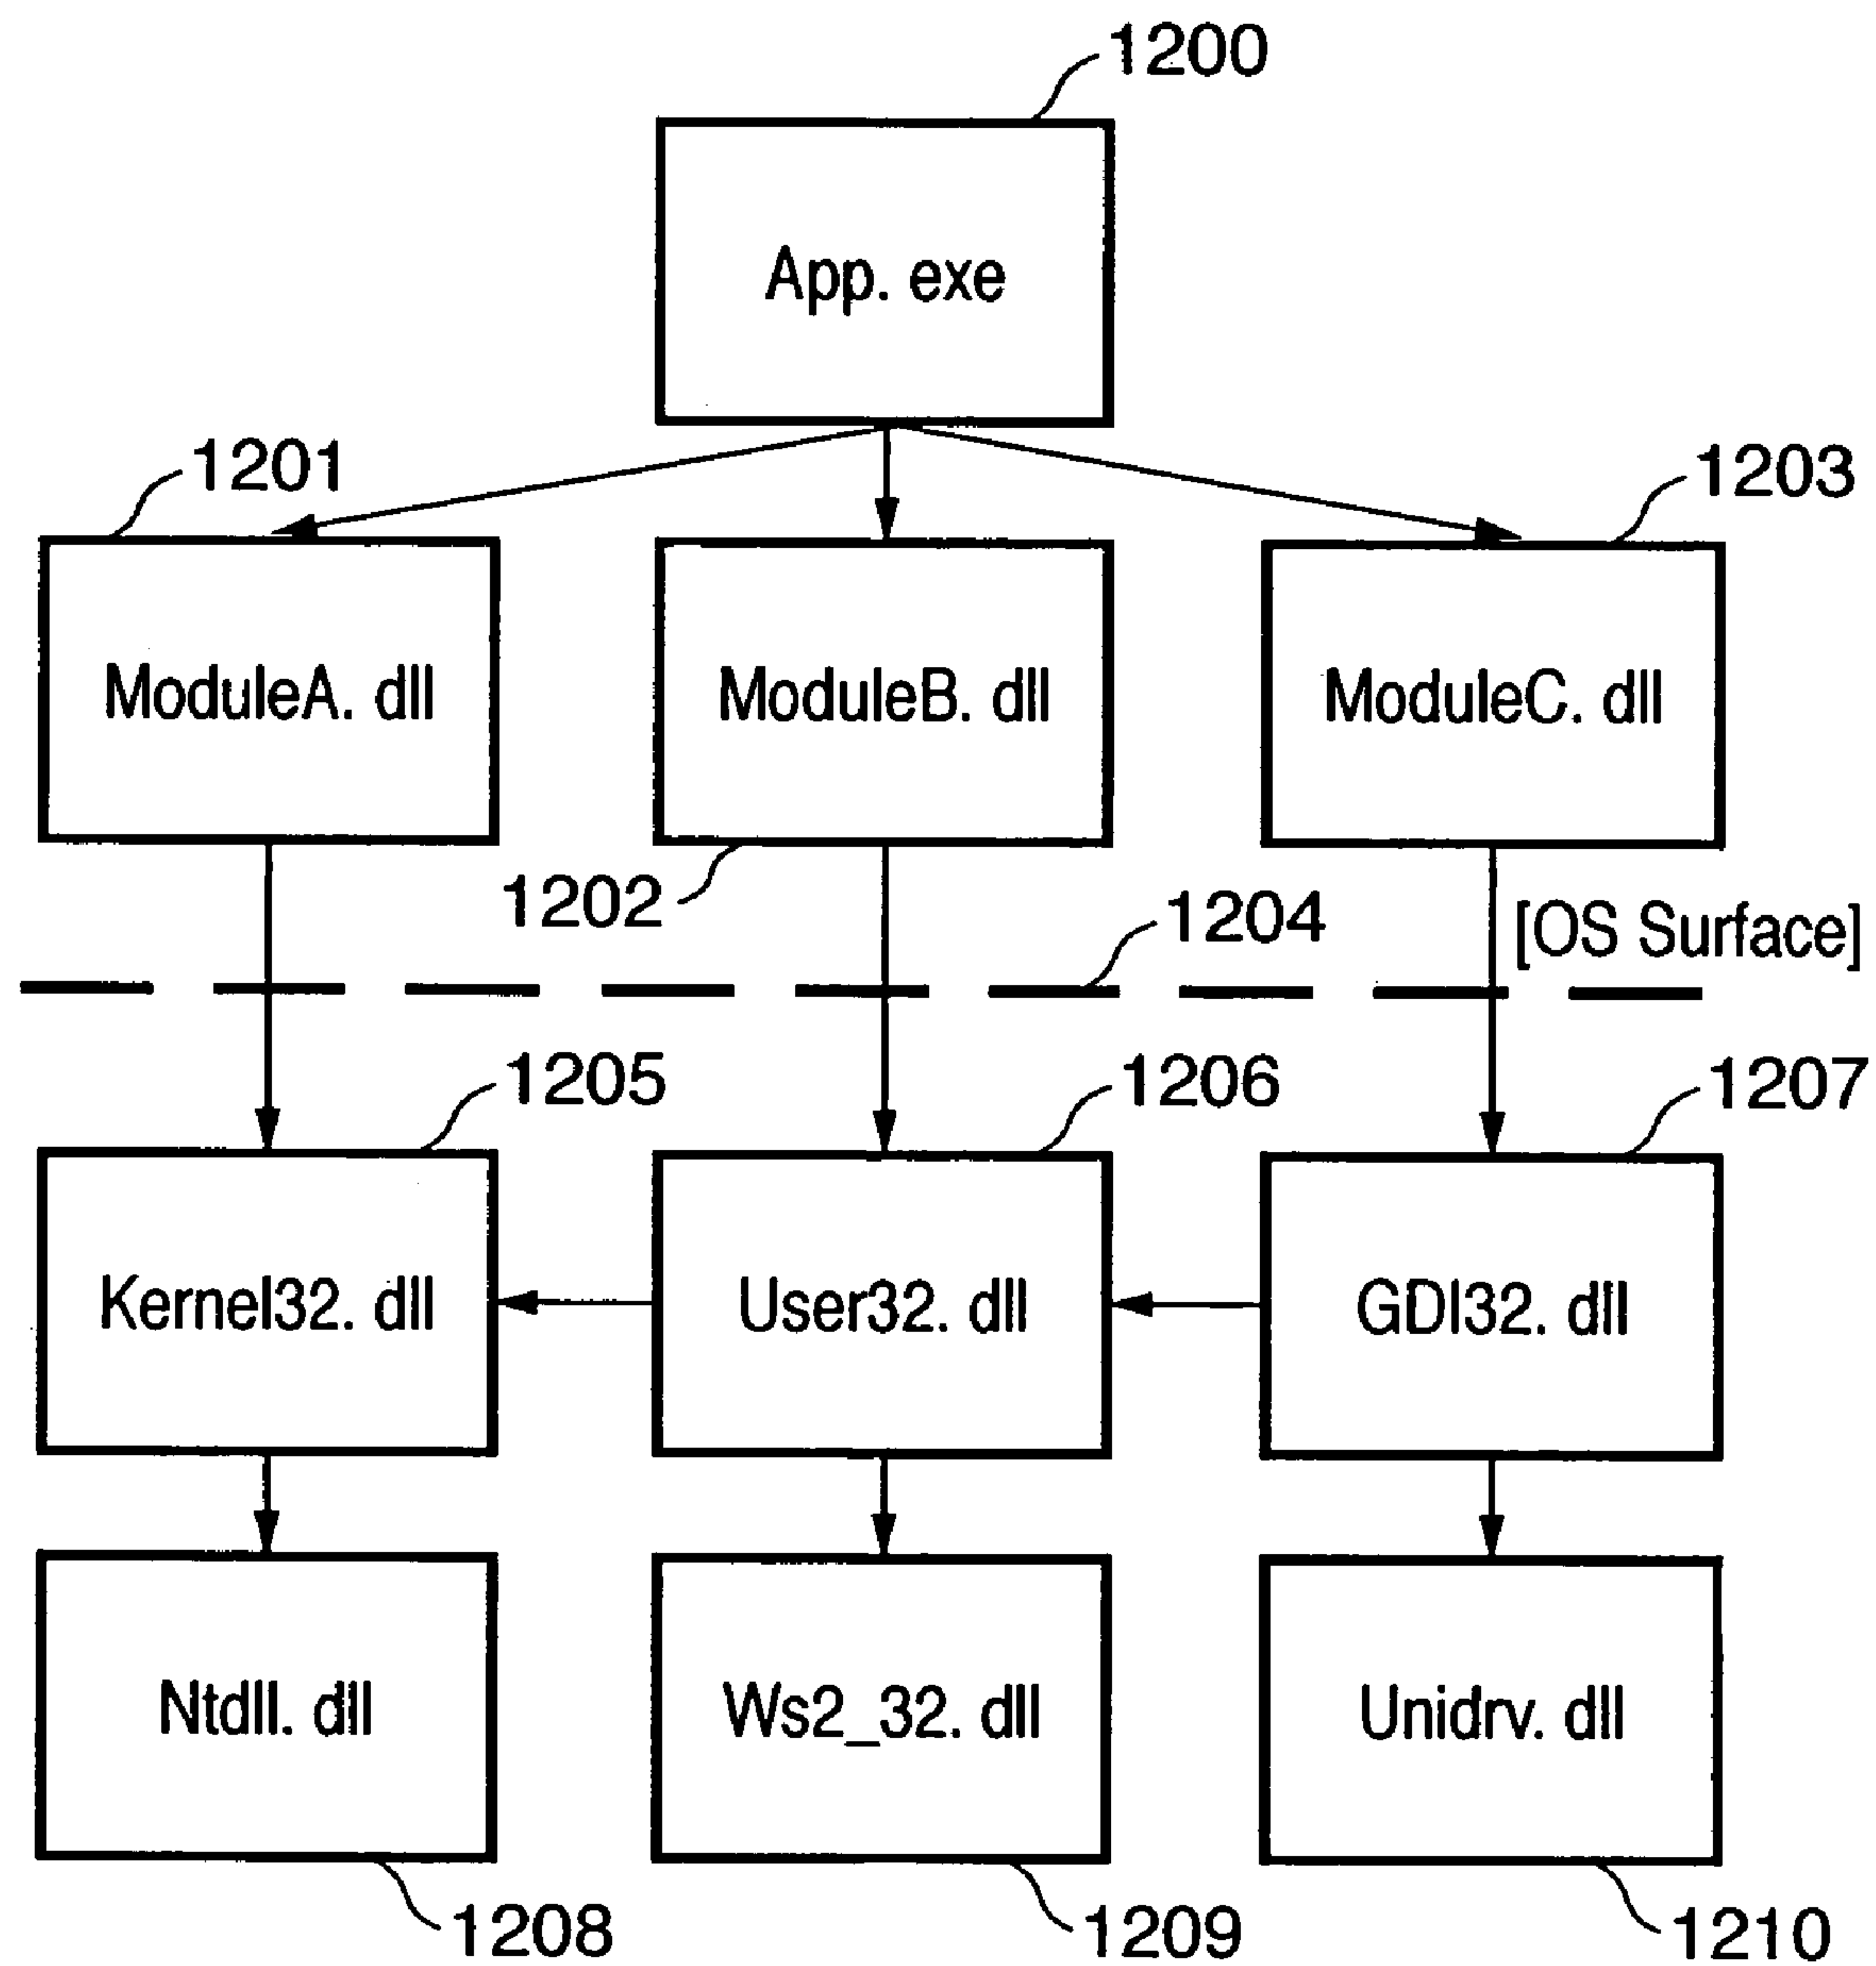 1200
App. exe
1201
1203
ModuleA. dll
ModuleB. dll
ModuleC. dll
1202
1204
[OS Surface]
1205
1206
1207
Kernel32. dll
User32. dll
GDI32. dll
Ntdll. dll
Ws2_32. dll
Unidrv. dll
1208
1209
1210